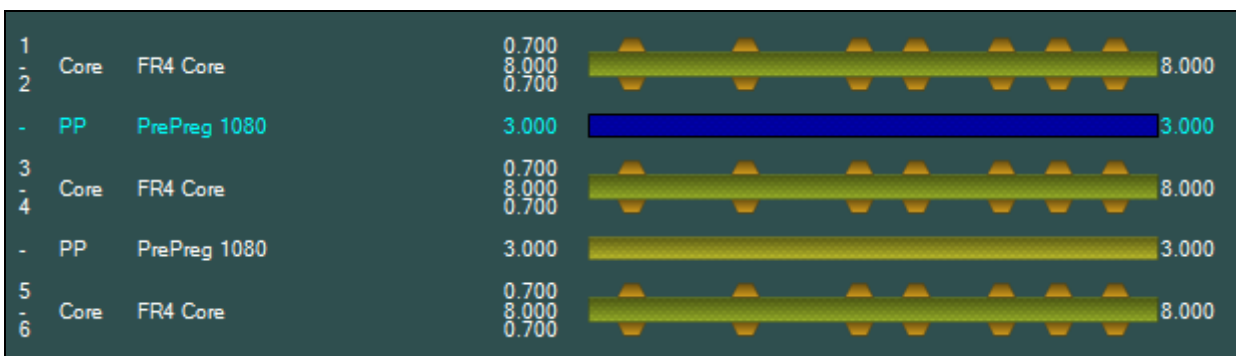 1 0.700
- Core FR4 Core 8.000 8.000
2 0.700
- PP PrePreg 1080 3.000 3.000
3 0.700
- Core FR4 Core 8.000 8.000
4 0.700
- PP PrePreg 1080 3.000 3.000
5 0.700
- Core FR4 Core 8.000 8.000
6 0.700